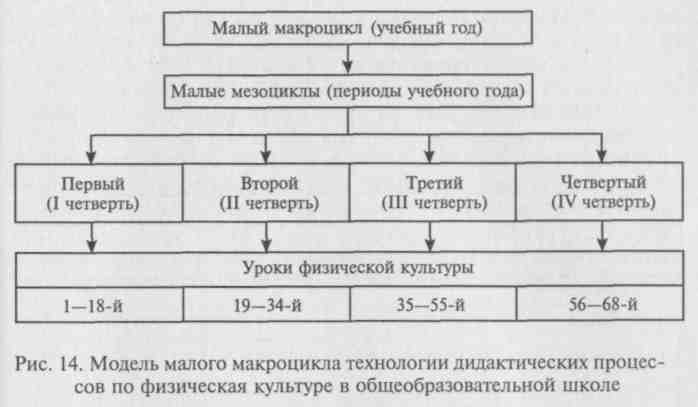 Малый макроцикл (учебный год)
Малые мезоциклы (периоды учебного года)
Первый
(I четверть)
Второй
(II четверть)
Третий
(III четверть)
Четвертый
(IV четверть)
Уроки физической культуры
1—18-й
19—34-й
35—55-й
56—68-й
Рис. 14. Модель малого макроцикла технологии дидактических процес-
сов по физическая культуре в общеобразовательной школе